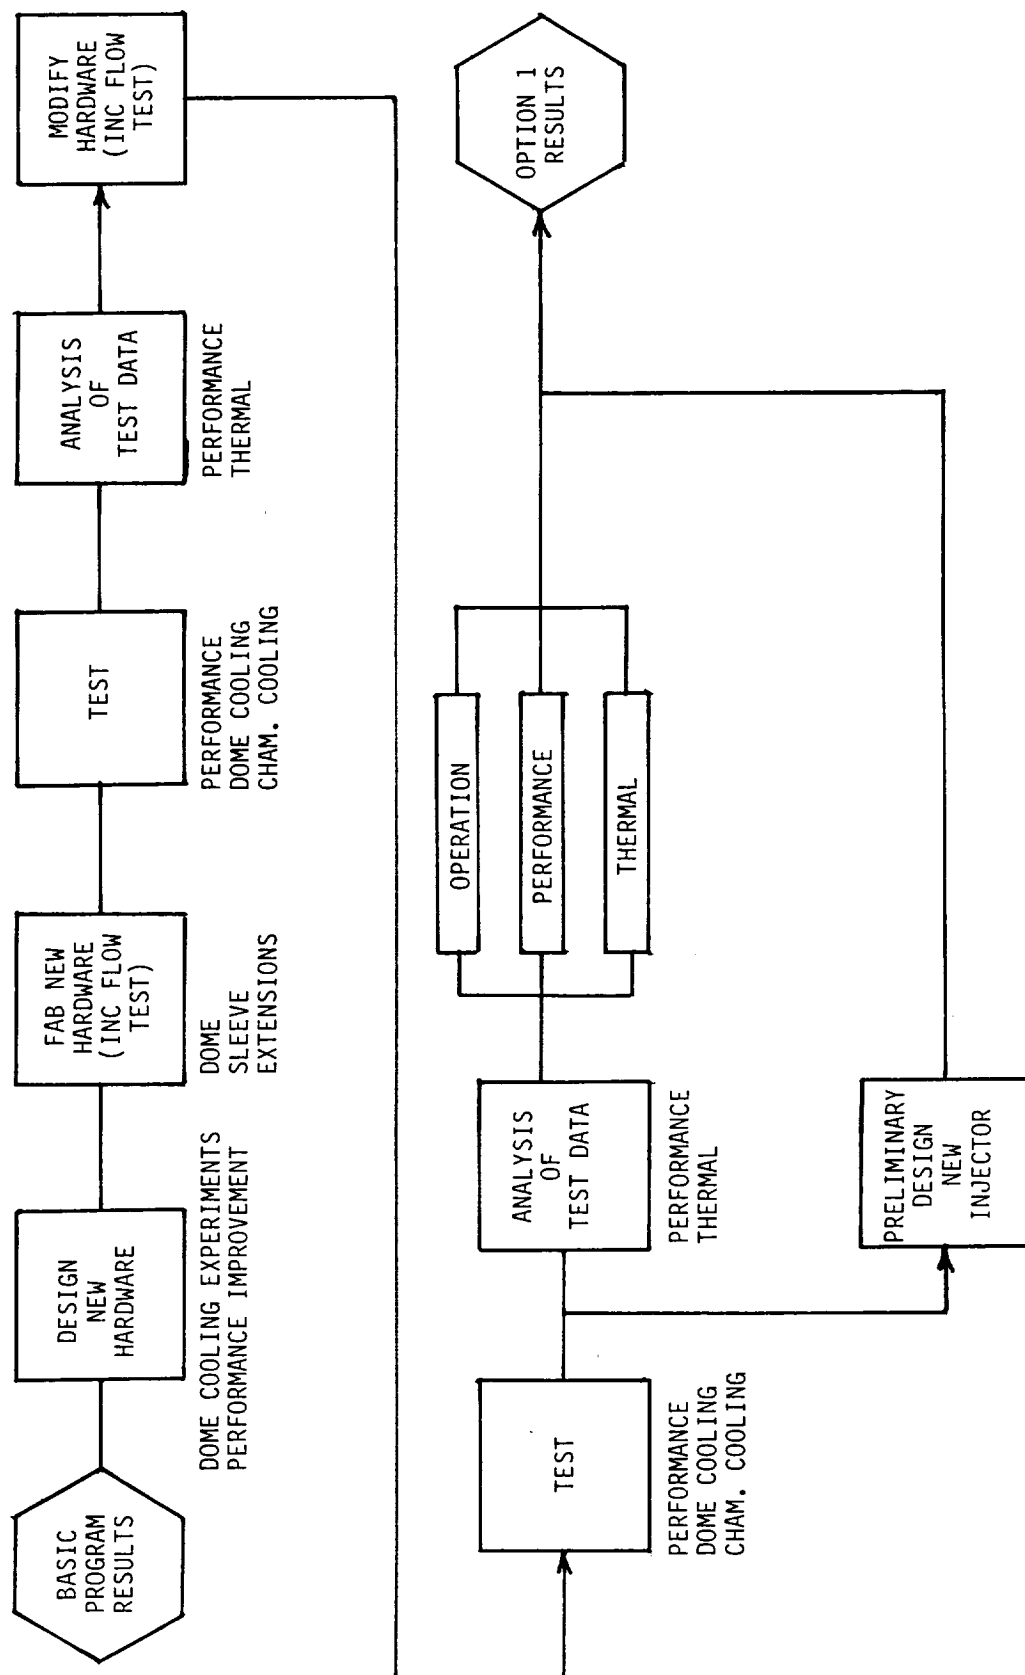 BASIC
PROGRAM
RESULTS
DESIGN
NEW
HARDWARE
DOME COOLING EXPERIMENTS
PERFORMANCE IMPROVEMENT
FAB NEW
HARDWARE
(INC FLOW
TEST)
DOME
SLEEVE
EXTENSIONS
TEST
PERFORMANCE
DOME COOLING
CHAM. COOLING
ANALYSIS
OF
TEST DATA
PERFORMANCE
THERMAL
MODIFY
HARDWARE
(INC FLOW
TEST)
TEST
PERFORMANCE
DOME COOLING
CHAM. COOLING
ANALYSIS
OF
TEST DATA
PERFORMANCE
THERMAL
OPERATION
PERFORMANCE
THERMAL
PRELIMINARY
DESIGN
NEW
INJECTOR
OPTION 1
RESULTS